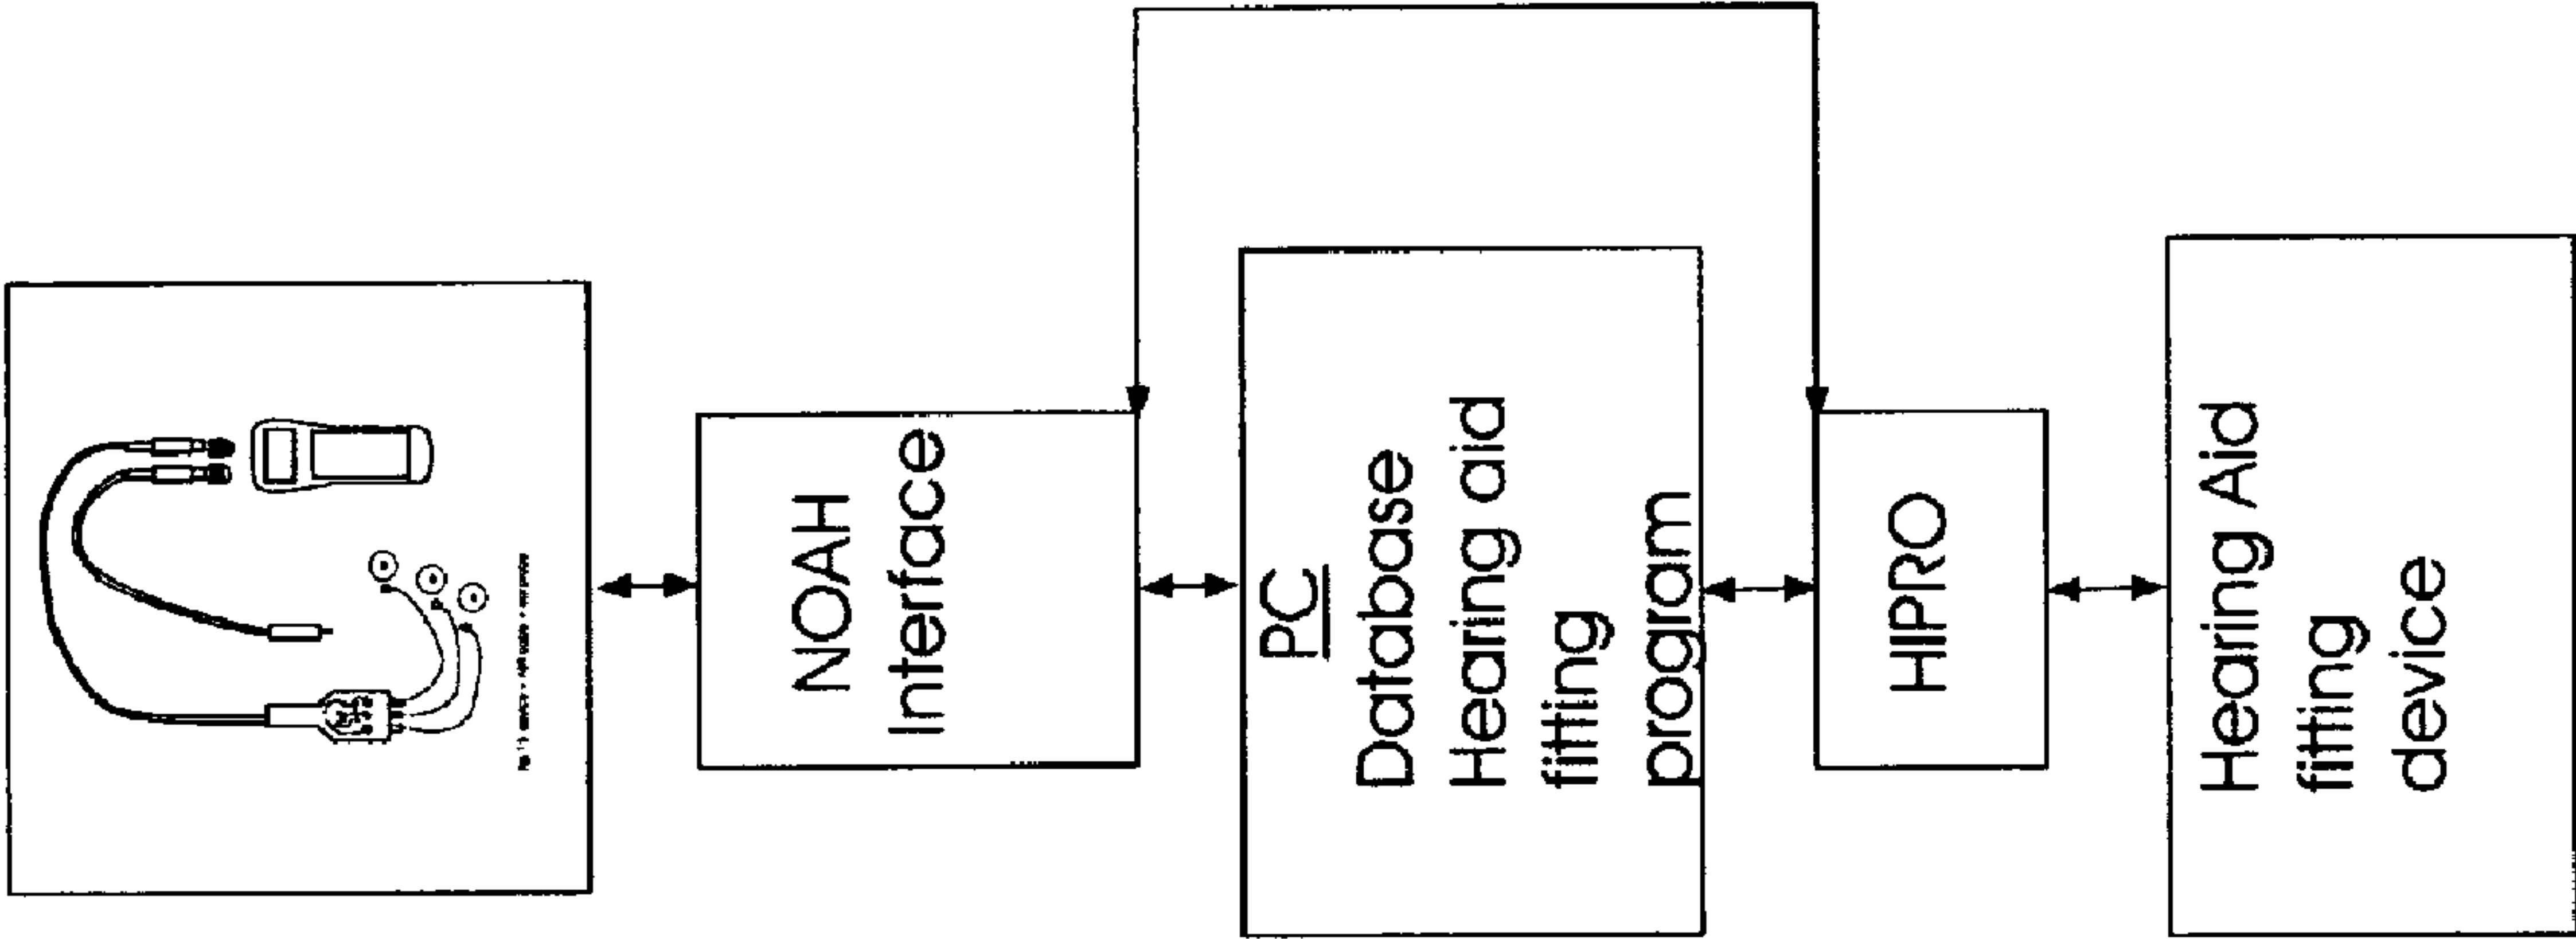 NOAH
Interface
PC
Database
Hearing aid
fitting
program
HIPRO
Hearing Aid
fitting
device